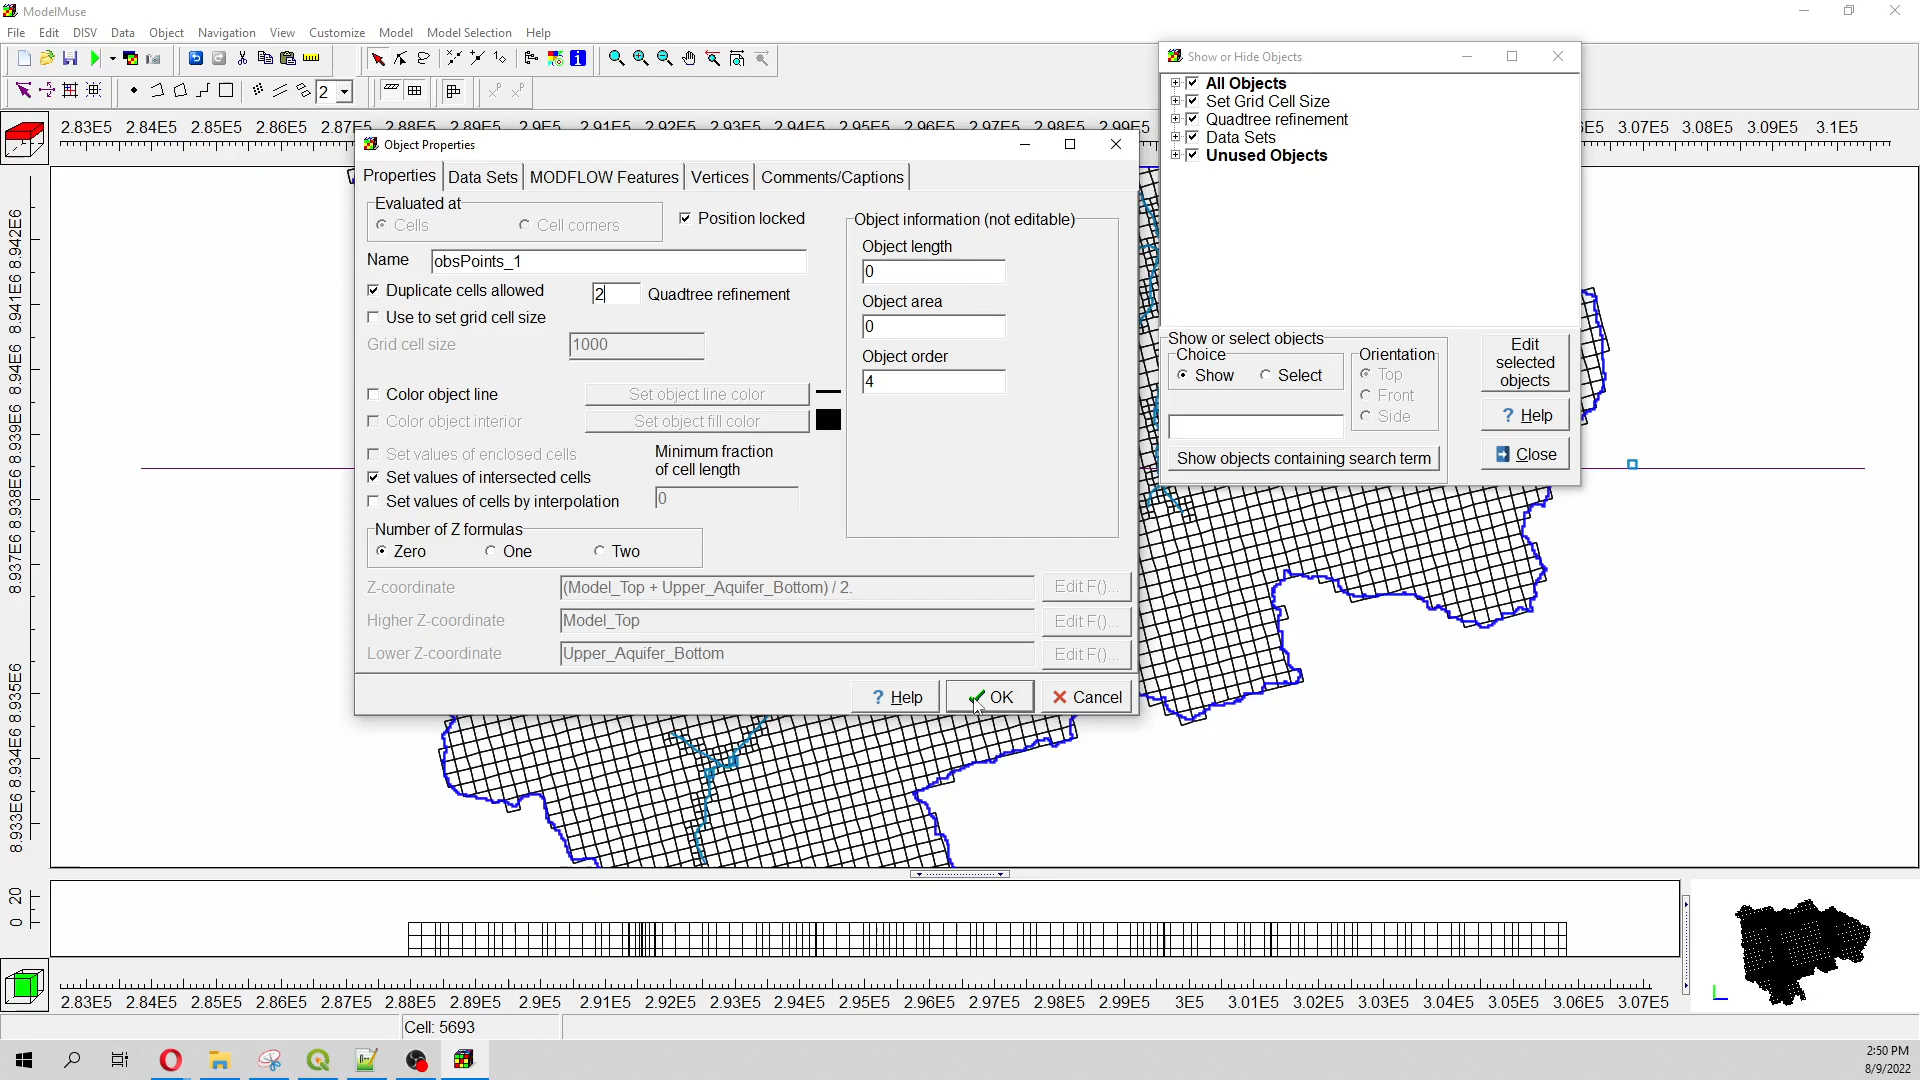 ModelMuse
File Edit DISV Data Object Navigation View Customize Model Model Selection Help
2
2.83E5 2.84E5 2.85E5 2.86E5 2.87E5 2.88E5 2.89E5 2.9E5 2.91E5 2.92E5 2.93E5 2.94E5 2.95E5 2.96E5 2.97E5 2.98E5 2.99E5
3.07E5 3.08E5 3.09E5 3.1E5
8.942E6
8.941E6
8.94E6
8.939E6
8.938E6
8.937E6
8.935E6
8.934E6
8.933E6
Object Properties
Properties Data Sets MODFLOW Features Vertices Comments/Captions
Evaluated at
Cells Cell corners
Position locked
Name obsPoints_1
Duplicate cells allowed 2 Quadtree refinement
Use to set grid cell size
Grid cell size 1000
Color object line Set object line color
Color object interior Set object fill color
Set values of enclosed cells
Set values of intersected cells
Set values of cells by interpolation
Minimum fraction
of cell length
0
Number of Z formulas
Zero One Two
Z-coordinate (Model_Top + Upper_Aquifer_Bottom) / 2. Edit F()...
Higher Z-coordinate Model_Top Edit F()...
Lower Z-coordinate Upper_Aquifer_Bottom Edit F()...
Object information (not editable)
Object length
0
Object area
0
Object order
4
? Help OK Cancel
Show or Hide Objects
All Objects
Set Grid Cell Size
Quadtree refinement
Data Sets
Unused Objects
Show or select objects
Choice
Show Select
Orientation
Top
Front
Side
Show objects containing search term
Edit
selected
objects
? Help
Close
20
0
2.83E5 2.84E5 2.85E5 2.86E5 2.87E5 2.88E5 2.89E5 2.9E5 2.91E5 2.92E5 2.93E5 2.94E5 2.95E5 2.96E5 2.97E5 2.98E5 2.99E5 3E5 3.01E5 3.02E5 3.03E5 3.04E5 3.05E5 3.06E5 3.07E5
Cell: 5693
2:50 PM
8/9/2022